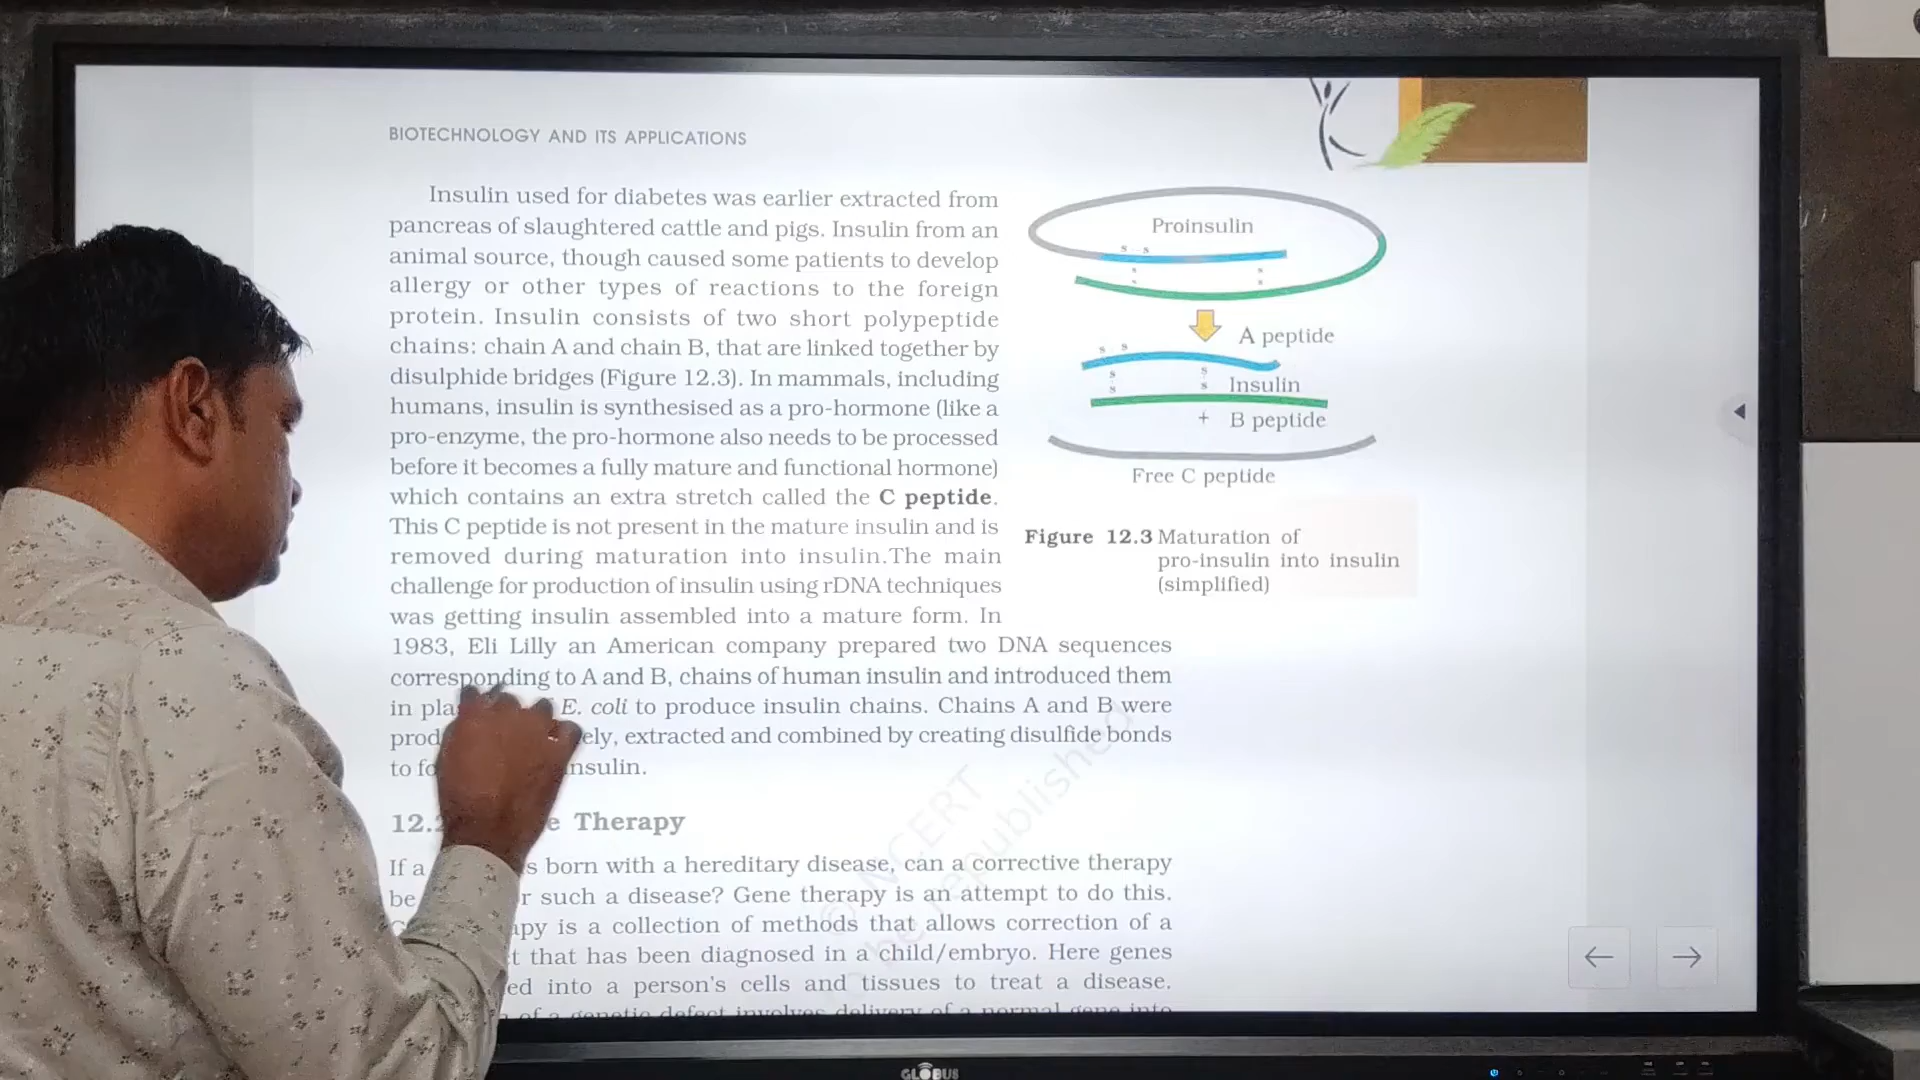 BIOTECHNOLOGY AND ITS APPLICATIONS
Insulin used for diabetes was earlier extracted from
pancreas of slaughtered cattle and pigs. Insulin from an
animal source, though caused some patients to develop
allergy or other types of reactions to the foreign
protein. Insulin consists of two short polypeptide
chains: chain A and chain B, that are linked together by
disulphide bridges (Figure 12.3). In mammals, including
humans, insulin is synthesised as a pro-hormone (like a
pro-enzyme, the pro-hormone also needs to be processed
before it becomes a fully mature and functional hormone)
which contains an extra stretch called the C peptide.
This C peptide is not present in the mature insulin and is
removed during maturation into insulin.The main
challenge for production of insulin using rDNA techniques
was getting insulin assembled into a mature form. In
1983, Eli Lilly an American company prepared two DNA sequences
corresponding to A and B, chains of human insulin and introduced them
in E. coli to produce insulin chains. Chains A and B were
extracted and combined by creating disulfide bonds
to
Therapy
If a born with a hereditary disease, can a corrective therapy
be such a disease? Gene therapy is an attempt to do this.
is a collection of methods that allows correction of a
that has been diagnosed in a child/embryo. Here genes
into a person's cells and tissues to treat a disease.
of a genetic defect involves delivery of a normal gene into
Proinsulin
s s
s s
s s
A peptide
s s
s s
s s
Insulin
+ B peptide
Free C peptide
Figure 12.3 Maturation of
pro-insulin into insulin
(simplified)
© NCERT
be republished
GLOBUS